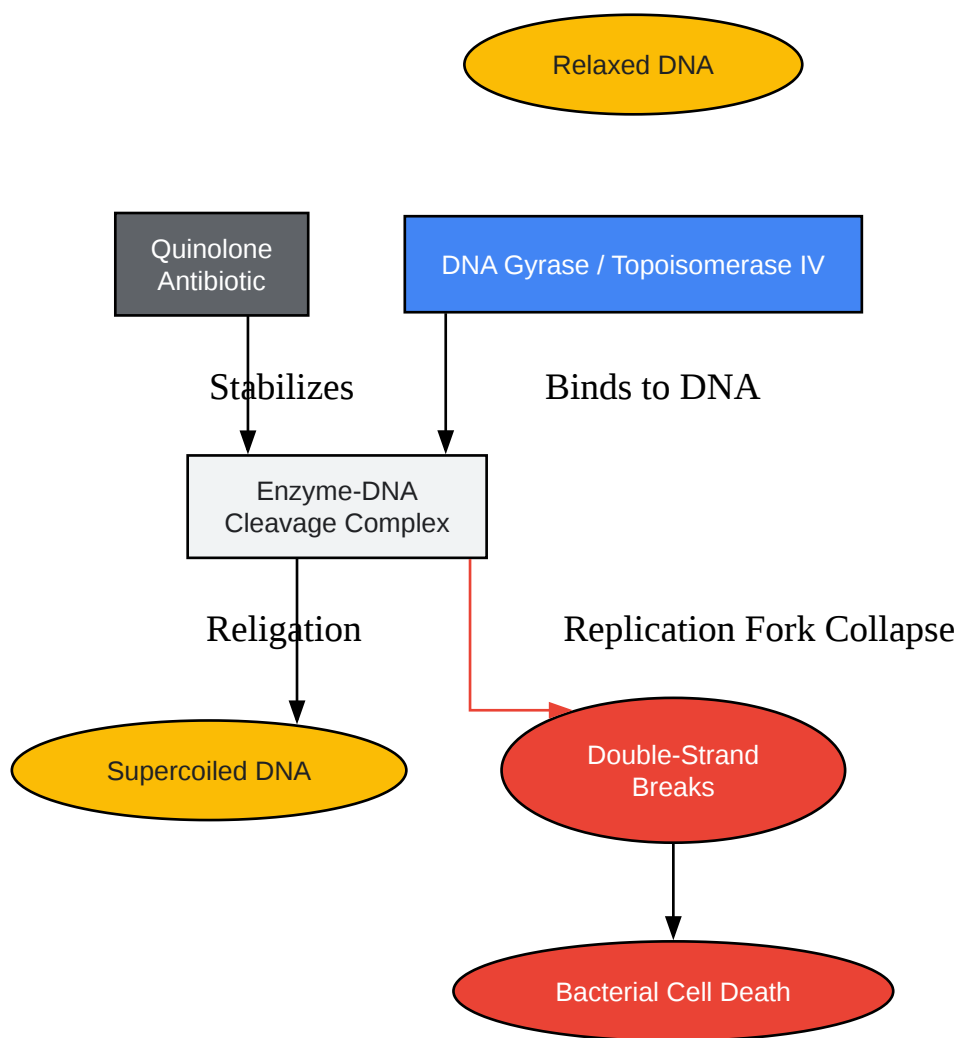 Relaxed DNA
Quinolone
Antibiotic
DNA Gyrase / Topoisomerase IV
Stabilizes
Binds to DNA
Enzyme-DNA
Cleavage Complex
Religation
Replication Fork Collapse
Supercoiled DNA
Double-Strand
Breaks
Bacterial Cell Death